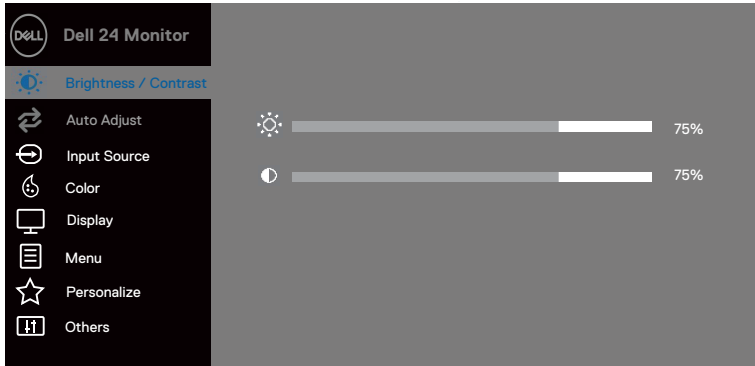 DELL
Dell 24 Monitor
Brightness / Contrast
Auto Adjust
75%
Input Source
75%
Color
Display
Menu
Personalize
Others